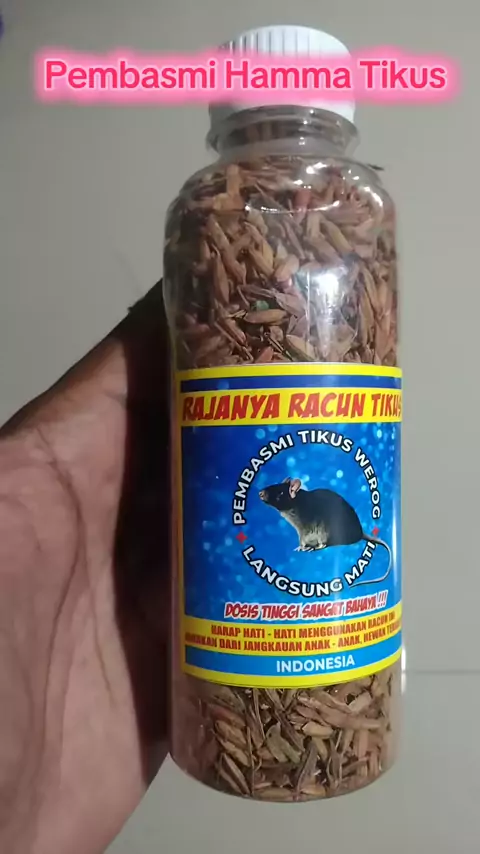 Pembasmi Hamma Tikus
RAJANYA RACUN TIKUS
PEMBASMI TIKUS WEROG
LANGSUNG MATI
DOSIS TINGGI SANGAT BAHAYA !!!
HARAP HATI - HATI MENGGUNAKAN RACUN INI
DARI JANGKAUAN ANAK - ANAK, HEWAN
INDONESIA